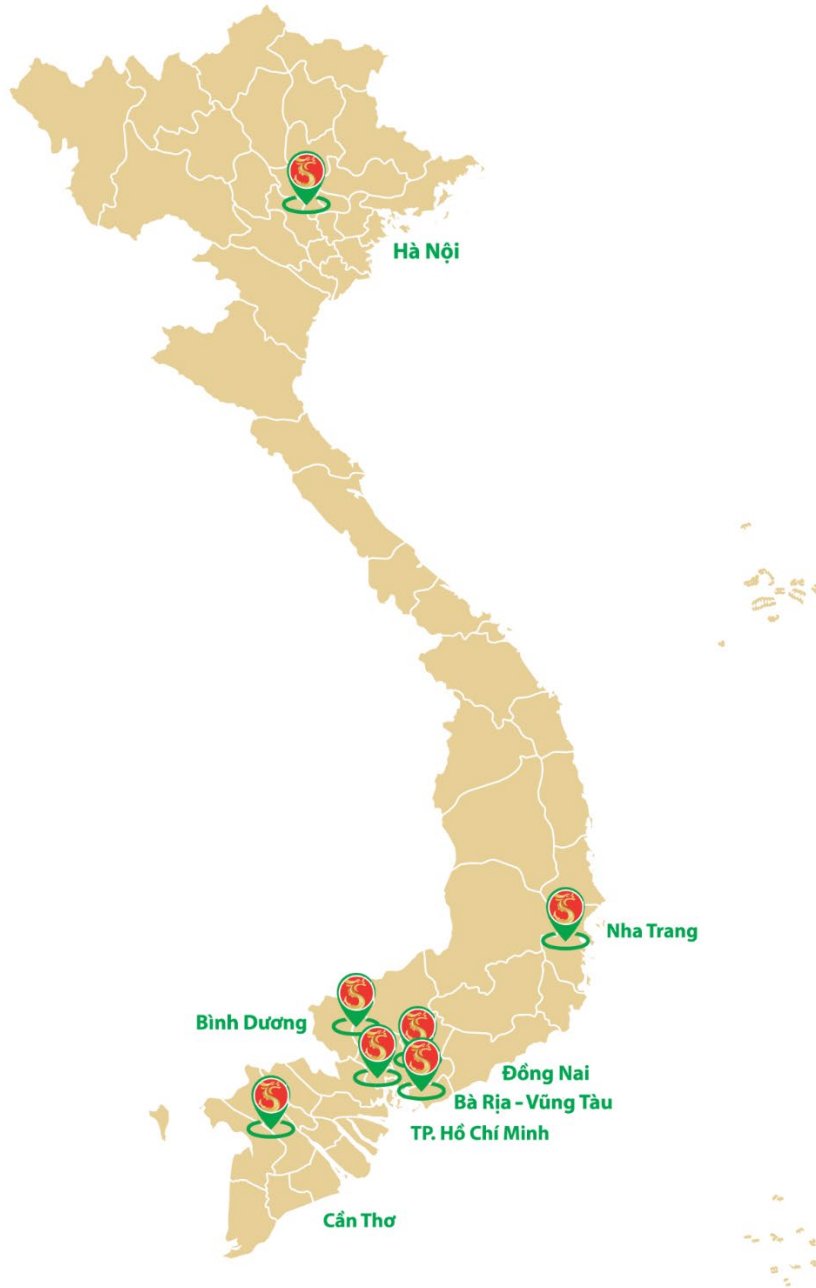 Hà Nội
Nha Trang
Bình Dương
Đồng Nai
Bà Rịa - Vũng Tàu
TP. Hồ Chí Minh
Cần Thơ